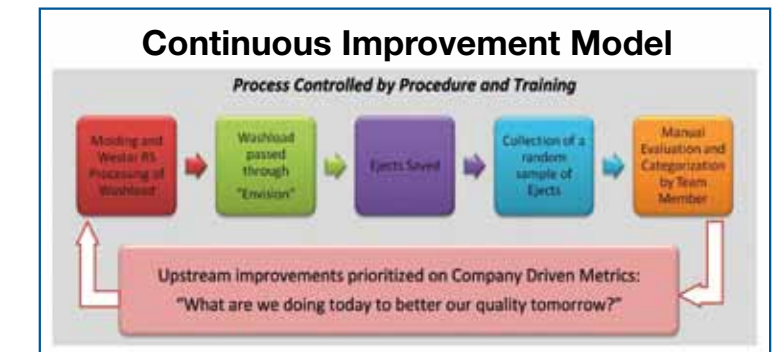 Continuous Improvement Model
Process Controlled by Procedure and Training
Molding and
Westar RS
Processing of
Washload
Washload
passed
through
"Envision"
Ejects Saved
Collection of a
random
sample of
Ejects
Manual
Evaluation and
Categorization
by Team
Member
Upstream improvements prioritized on Company Driven Metrics:
"What are we doing today to better our quality tomorrow?"